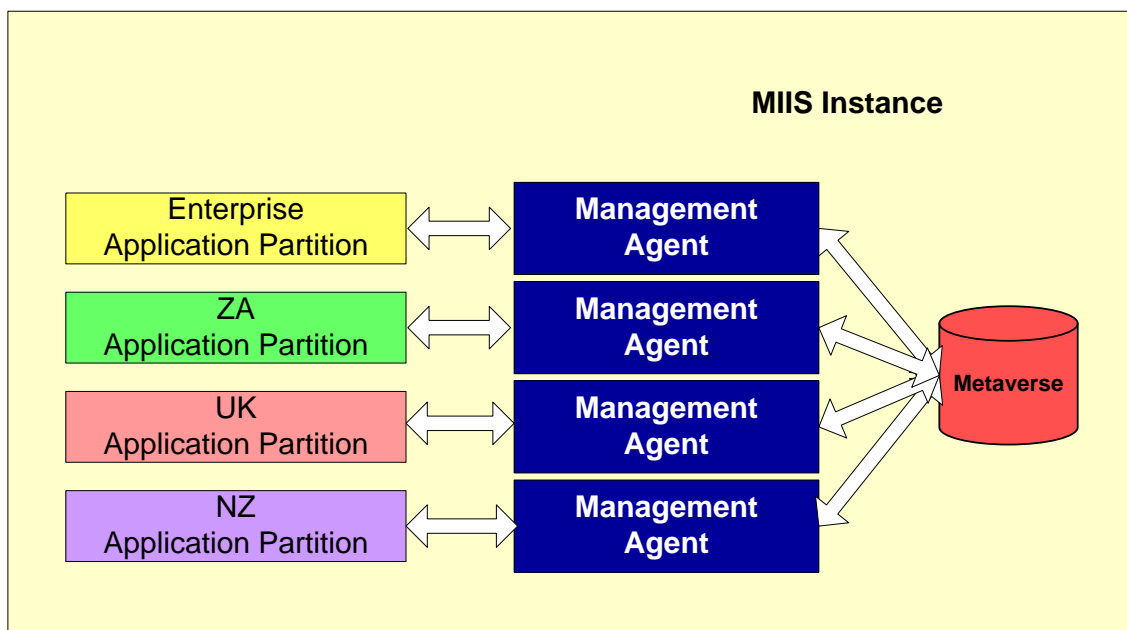 MIIS Instance
Enterprise
Application Partition
Management
Agent
ZA
Application Partition
Management
Agent
Metaverse
UK
Application Partition
Management
Agent
NZ
Application Partition
Management
Agent